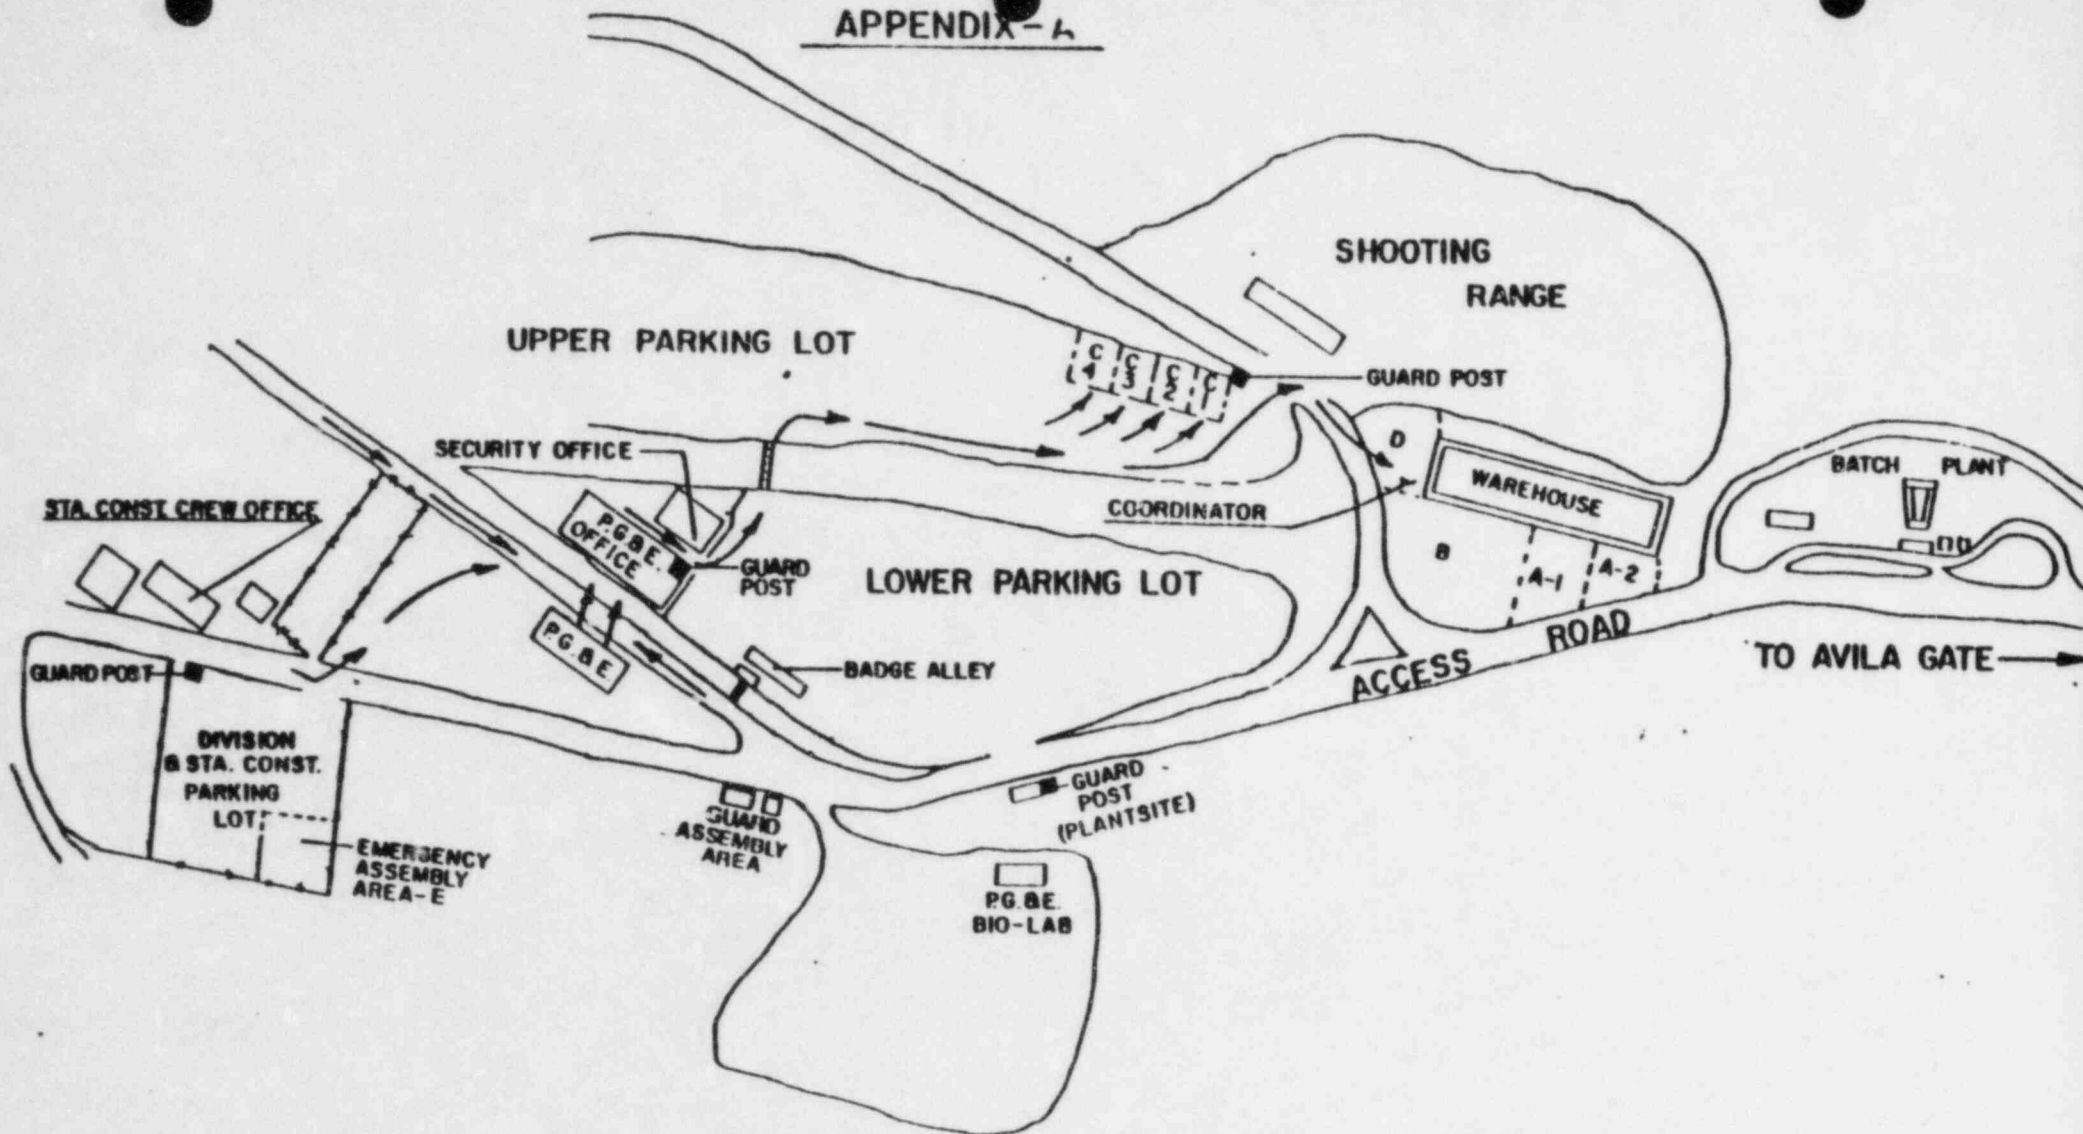 APPENDIX-
SHOOTING
RANGE
UPPER PARKING LOT
C
4
C
3
C
2
C
1
GUARD POST
SECURITY OFFICE
D
BATCH PLANT
WAREHOUSE
STA. CONST. CREW OFFICE
COORDINATOR
P.G.&E.
OFFICE
GUARD
POST
LOWER PARKING LOT
B
A-1
A-2
P.G.&E
ROAD
ACCESS
TO AVILA GATE
BADGE ALLEY
GUARD POST
DIVISION
& STA. CONST.
PARKING
LOT
GUARD
POST
(PLANTSITE)
GUARD
ASSEMBLY
AREA
EMERGENCY
ASSEMBLY
AREA-E
P.G.&E.
BIO-LAB